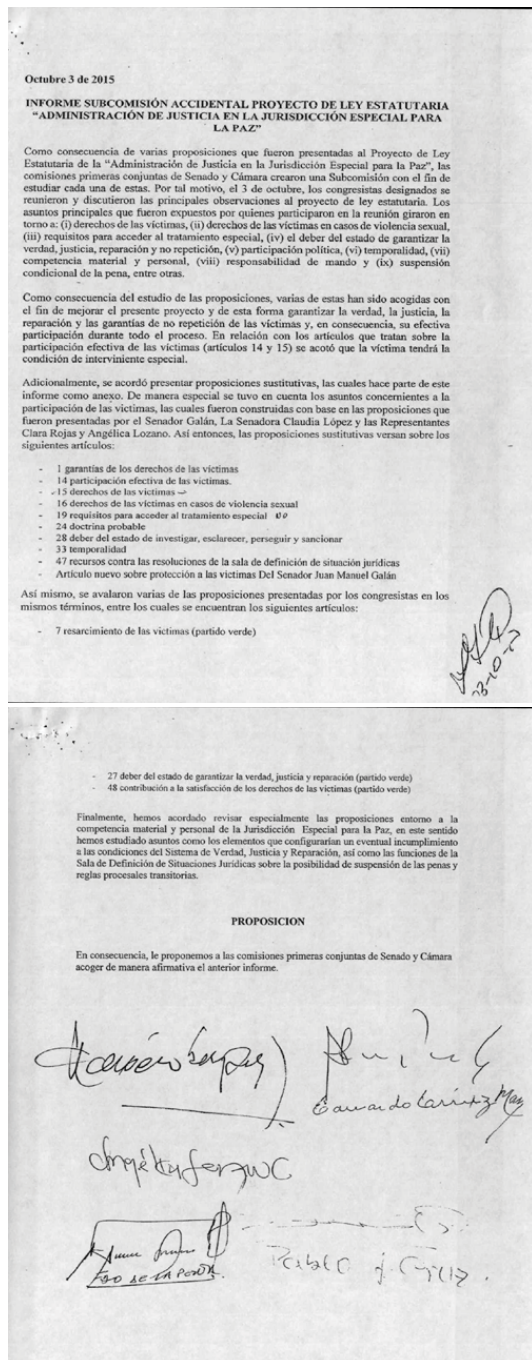 Octubre 3 de 2015
INFORME SUBCOMISIÓN ACCIDENTAL PROYECTO DE LEY ESTATUTARIA
“ADMINISTRACIÓN DE JUSTICIA EN LA JURISDICCIÓN ESPECIAL PARA
LA PAZ”
Como consecuencia de varias proposiciones que fueron presentadas al Proyecto de Ley
Estatutaria de la “Administración de Justicia en la Jurisdicción Especial para la Paz”, las
comisiones primeras conjuntas de Senado y Cámara crearon una Subcomisión con el fin de
estudiar cada una de estas. Por tal motivo, el 3 de octubre, los congresistas designados se
reunieron y discutieron las principales observaciones al proyecto de ley estatutaria. Los
asuntos principales que fueron expuestos por quienes participaron en la reunión giraron en
torno a: (i) derechos de las víctimas, (ii) derechos de las víctimas en casos de violencia sexual,
(iii) requisitos para acceder al tratamiento especial, (iv) el deber del estado de garantizar la
verdad, justicia, reparación y no repetición, (v) participación política, (vi) temporalidad, (vii)
competencia material y personal, (viii) responsabilidad de mando y (ix) suspensión
condicional de la pena, entre otras.
Como consecuencia del estudio de las proposiciones, varias de estas han sido acogidas con
el fin de mejorar el presente proyecto y de esta forma garantizar la verdad, la justicia, la
reparación y las garantías de no repetición de las víctimas y, en consecuencia, su efectiva
participación durante todo el proceso. En relación con los artículos que tratan sobre la
participación efectiva de las víctimas (artículos 14 y 15) se acotó que la víctima tendrá la
condición de interviniente especial.
Adicionalmente, se acordó presentar proposiciones sustitutivas, las cuales hace parte de este
informe como anexo. De manera especial se tuvo en cuenta los asuntos concernientes a la
participación de las victimas, las cuales fueron construidas con base en las proposiciones que
fueron presentadas por el Senador Galán, La Senadora Claudia López y las Representantes
Clara Rojas y Angélica Lozano. Así entonces, las proposiciones sustitutivas versan sobre los
siguientes artículos:
- 1 garantías de los derechos de las víctimas
- 14 participación efectiva de las víctimas.
- 15 derechos de las victimas
- 16 derechos de las víctimas en casos de violencia sexual
- 19 requisitos para acceder al tratamiento especial
- 24 doctrina probable
- 28 deber del estado de investigar, esclarecer, perseguir y sancionar
- 33 temporalidad
- 47 recursos contra las resoluciones de la sala de definición de situación jurídicas
- Artículo nuevo sobre protección a las victimas Del Senador Juan Manuel Galán
Así mismo, se avalaron varias de las proposiciones presentadas por los congresistas en los
mismos términos, entre los cuales se encuentran los siguientes artículos:
- 7 resarcimiento de las victimas (partido verde)
- 27 deber del estado de garantizar la verdad, justicia y reparación (partido verde)
- 48 contribución a la satisfacción de los derechos de las víctimas (partido verde)
Finalmente, hemos acordado revisar especialmente las proposiciones entorno a la
competencia material y personal de la Jurisdicción Especial para la Paz, en este sentido
hemos estudiado asuntos como los elementos que configurarían un eventual incumplimiento
a las condiciones del Sistema de Verdad, Justicia y Reparación, así como las funciones de la
Sala de Definición de Situaciones Jurídicas sobre la posibilidad de suspensión de las penas y
reglas procesales transitorias.
PROPOSICION
En consecuencia, le proponemos a las comisiones primeras conjuntas de Senado y Cámara
acoger de manera afirmativa el anterior informe.